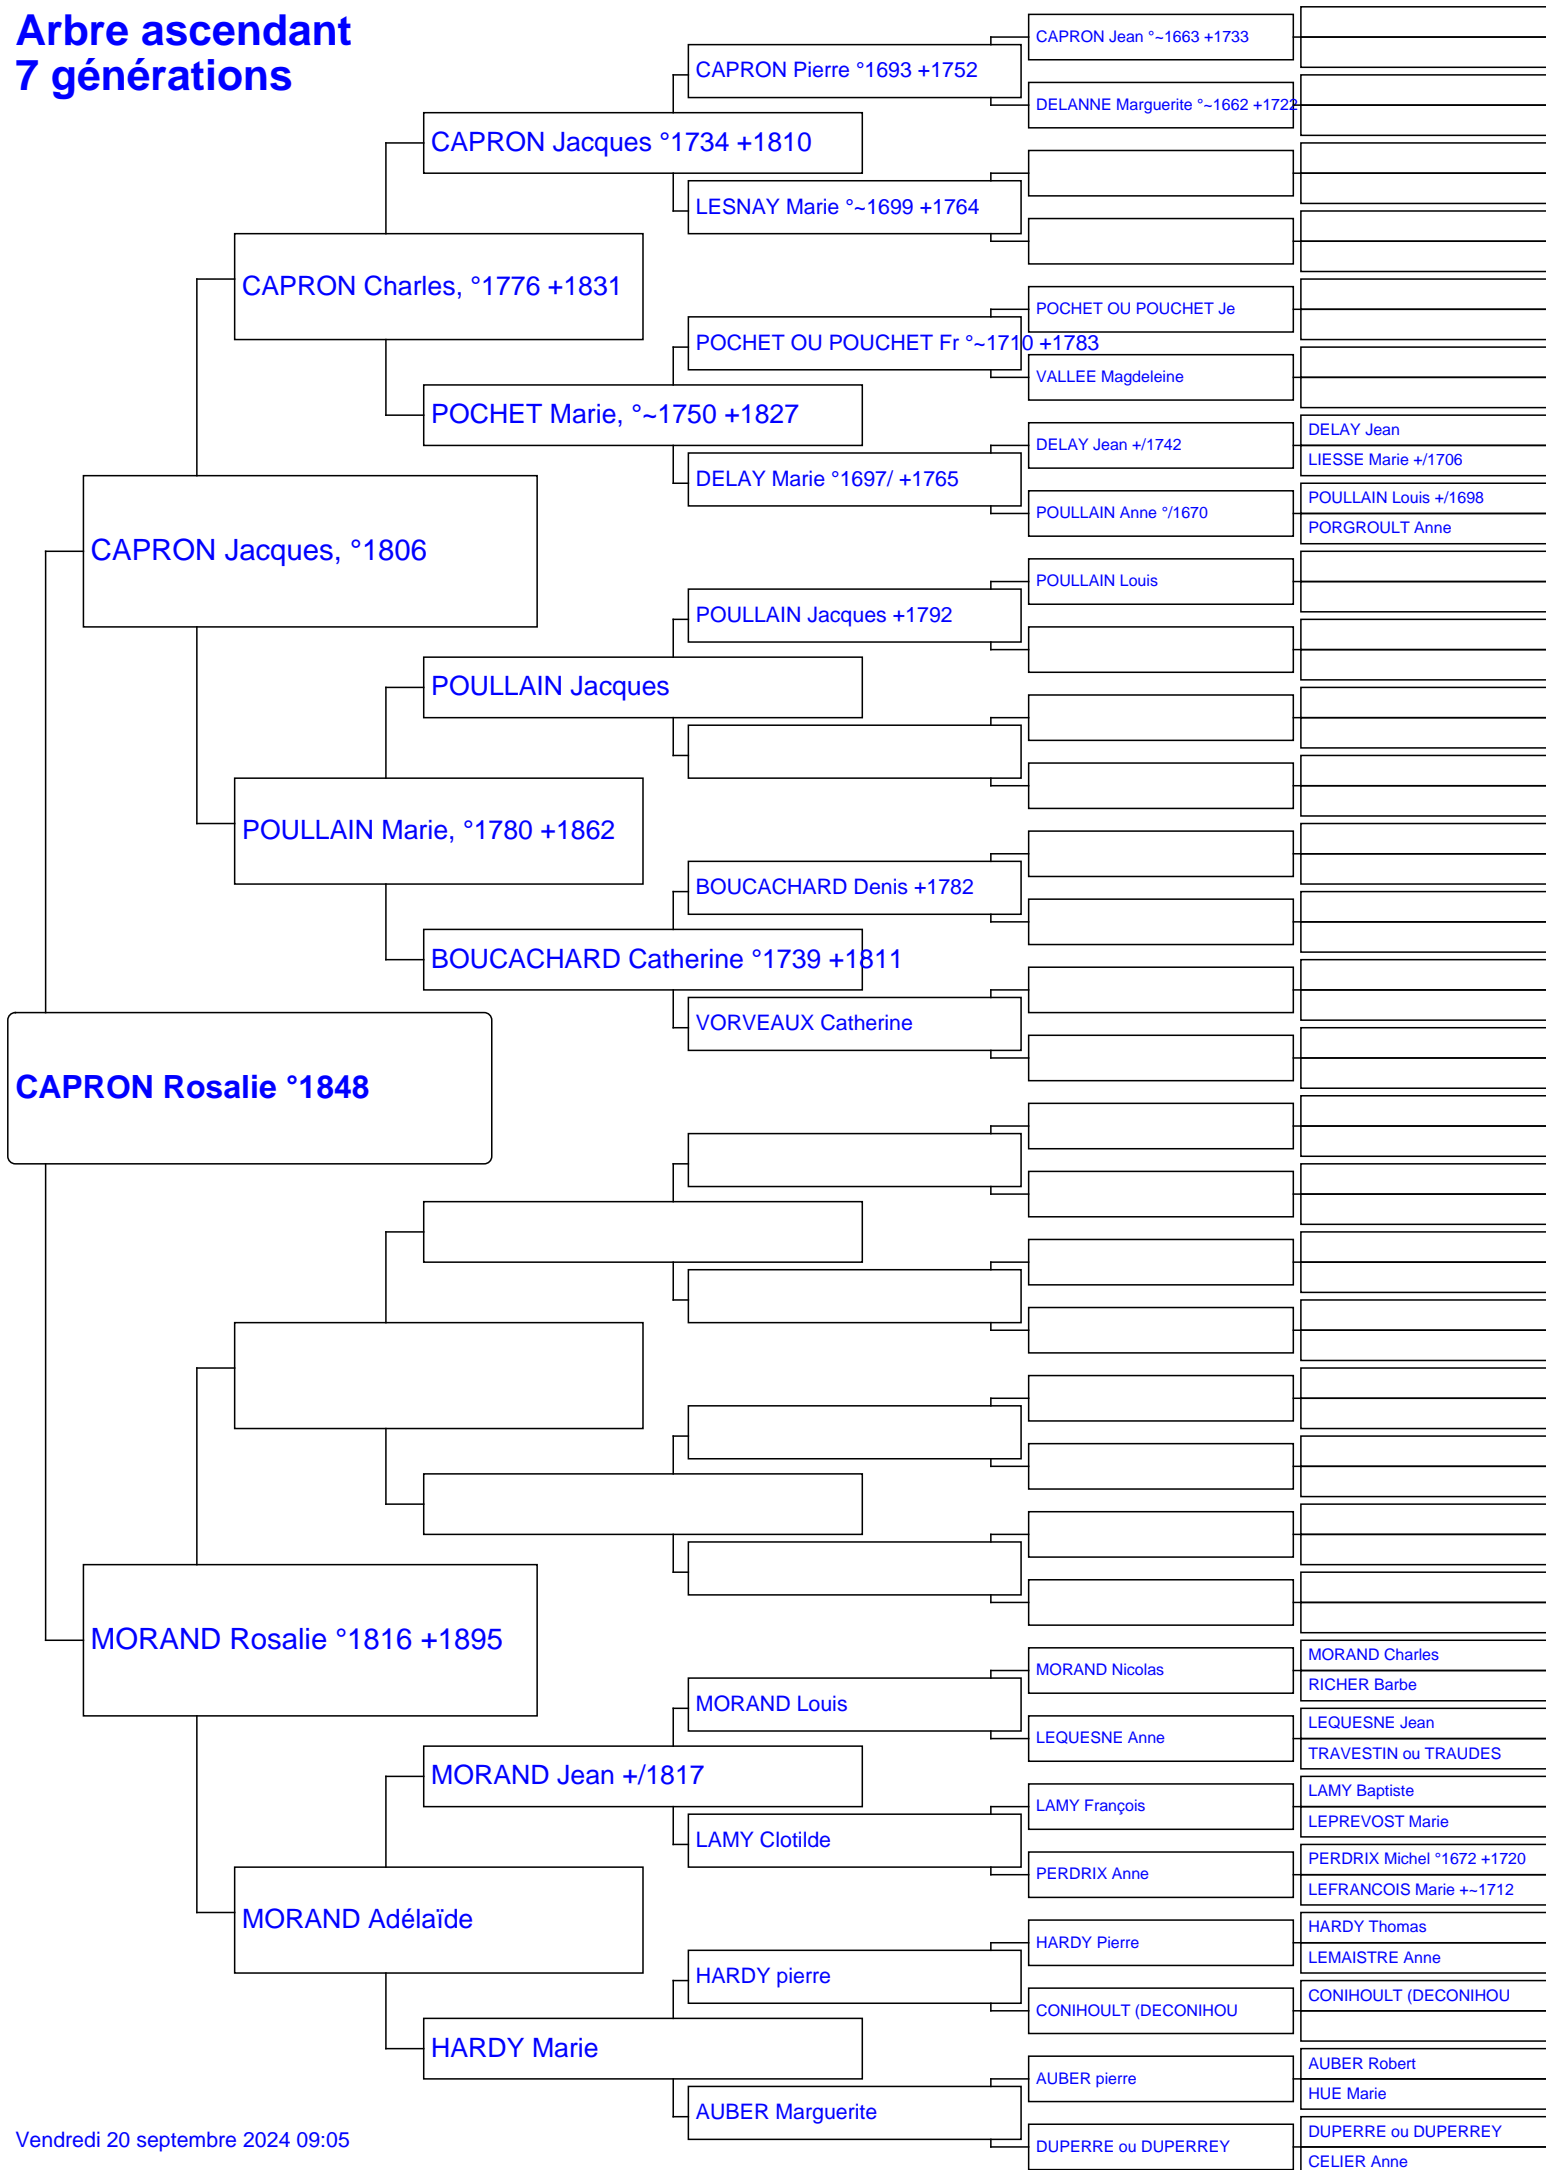 Arbre ascendant
7 générations
CAPRON Rosalie °1848
CAPRON Jacques, °1806
MORAND Rosalie °1816 +1895
CAPRON Charles, °1776 +1831
POULLAIN Marie, °1780 +1862
MORAND Adélaïde
CAPRON Jacques °1734 +1810
POCHET Marie, °~1750 +1827
POULLAIN Jacques
BOUCACHARD Catherine °1739 +1811
MORAND Jean +/1817
HARDY Marie
CAPRON Pierre °1693 +1752
LESNAY Marie °~1699 +1764
POCHET OU POUCHET Fr °~1710 +1783
DELAY Marie °1697/ +1765
POULLAIN Jacques +1792
BOUCACHARD Denis +1782
VORVEAUX Catherine
MORAND Louis
LAMY Clotilde
HARDY pierre
AUBER Marguerite
CAPRON Jean °~1663 +1733
DELANNE Marguerite °~1662 +1722
POCHET OU POUCHET Je
VALLEE Magdeleine
DELAY Jean +/1742
POULLAIN Anne °/1670
POULLAIN Louis
MORAND Nicolas
LEQUESNE Anne
LAMY François
PERDRIX Anne
HARDY Pierre
CONIHOULT (DECONIHOU
AUBER pierre
DUPERRE ou DUPERREY
DELAY Jean
LIESSE Marie +/1706
POULLAIN Louis +/1698
PORGROULT Anne
MORAND Charles
RICHER Barbe
LEQUESNE Jean
TRAVESTIN ou TRAUDES
LAMY Baptiste
LEPREVOST Marie
PERDRIX Michel °1672 +1720
LEFRANCOIS Marie +~1712
HARDY Thomas
LEMAISTRE Anne
CONIHOULT (DECONIHOU
AUBER Robert
HUE Marie
DUPERRE ou DUPERREY
CELIER Anne
Vendredi 20 septembre 2024 09:05